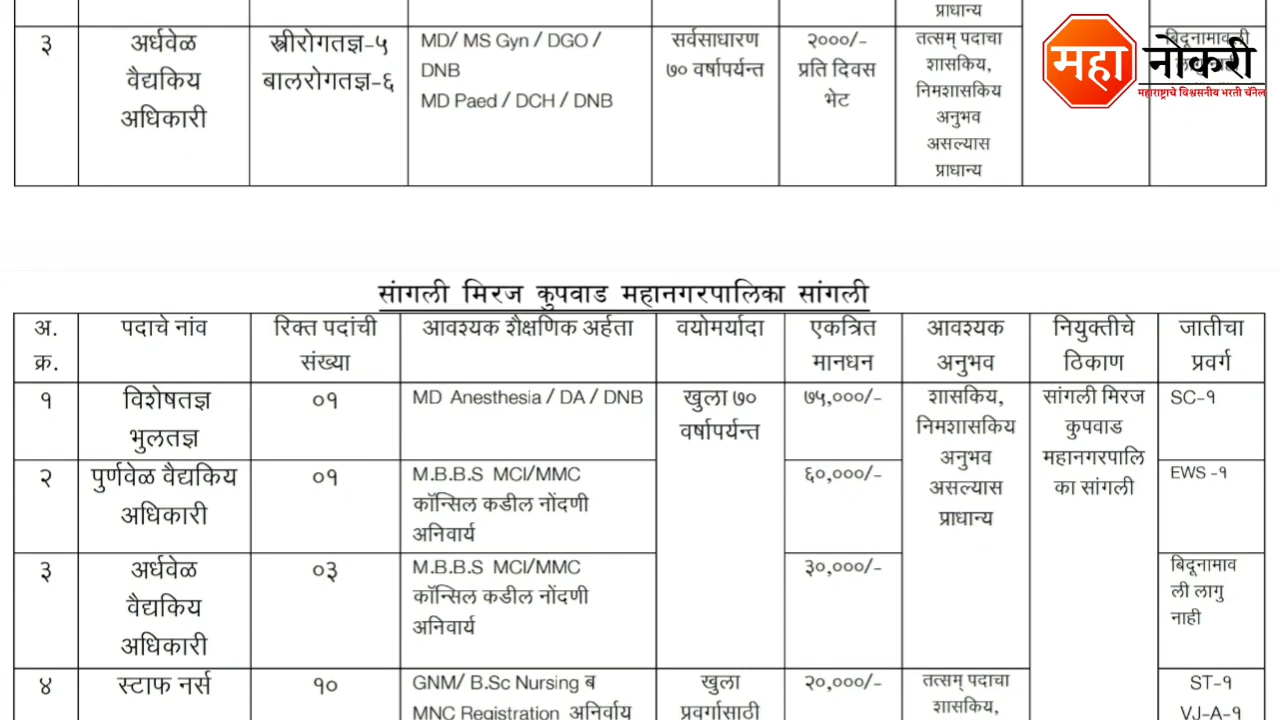 प्राधान्य
३ अर्धवेळ वैद्यकिय अधिकारी
स्त्रीरोगतज्ञ-५
बालरोगतज्ञ-६
MD/ MS Gyn / DGO /
DNB
MD Paed / DCH / DNB
सर्वसाधारण
७० वर्षापर्यन्त
२०००/-
प्रति दिवस
भेट
तत्सम् पदाचा
शासकिय,
निमशासकिय
अनुभव
असल्यास
प्राधान्य
महा नोकरी
महाराष्ट्राचे विश्वसनीय भरती चॅनेल
सांगली मिरज कुपवाड महानगरपालिका सांगली
अ. क्र.
पदाचे नांव
रिक्त पदांची
संख्या
आवश्यक शैक्षणिक अर्हता
वयोमर्यादा
एकत्रित
मानधन
आवश्यक
अनुभव
नियुक्तीचे
ठिकाण
जातीचा
प्रवर्ग
१
विशेषतज्ञ
भुलतज्ञ
०१
MD Anesthesia / DA / DNB
खुला ७०
वर्षापर्यन्त
७५,०००/-
शासकिय,
निमशासकिय
अनुभव
असल्यास
प्राधान्य
सांगली मिरज
कुपवाड
महानगरपालि
का सांगली
SC-१
२
पुर्णवेळ वैद्यकिय
अधिकारी
०१
M.B.B.S MCI/MMC
कॉन्सिल कडील नोंदणी
अनिवार्य
६०,०००/-
EWS -१
३
अर्धवेळ
वैद्यकिय
अधिकारी
०३
M.B.B.S MCI/MMC
कॉन्सिल कडील नोंदणी
अनिवार्य
३०,०००/-
बिदूनामाव
ली लागु
नाही
४
स्टाफ नर्स
१०
GNM/ B.Sc Nursing ब
MNC Registration अनिर्वाय
खुला
प्रवर्गासाठी
२०,०००/-
तत्सम् पदाचा
शासकिय,
ST-१
VJ-A-१